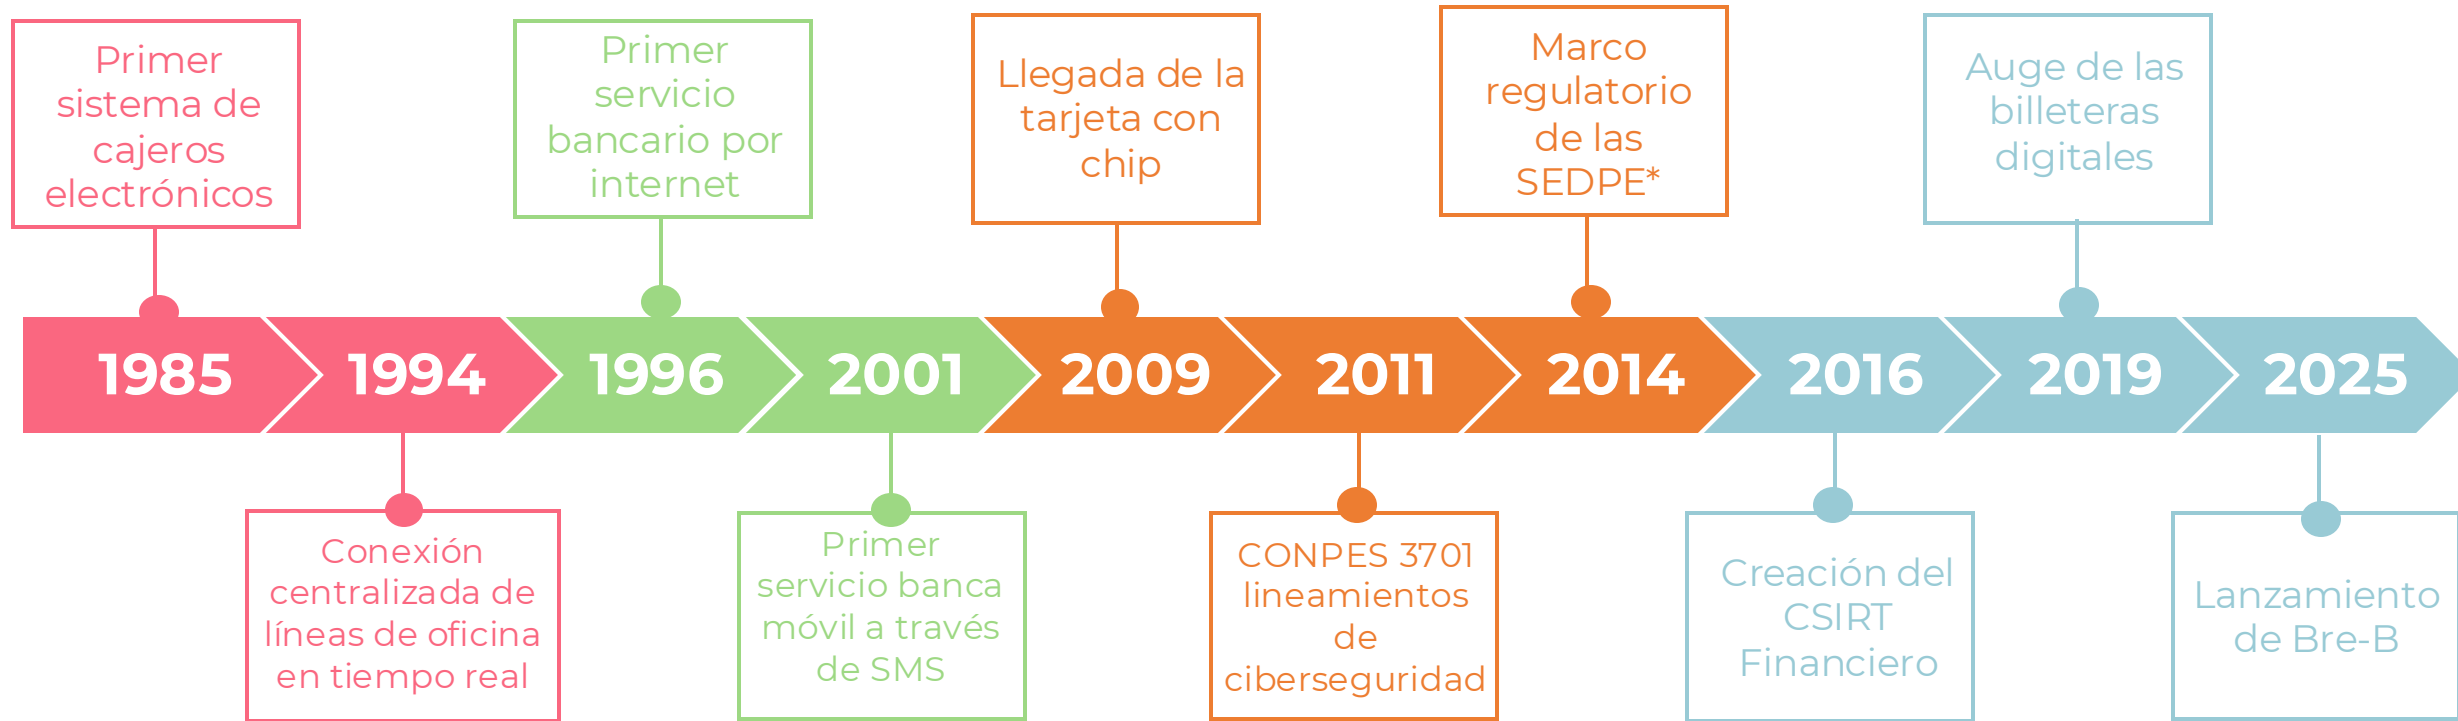 Primer
sistema de
cajeros
electrónicos
Primer
servicio
bancario por
internet
Llegada de la
tarjeta con
chip
Marco
regulatorio
de las
SEDPE*
Auge de las
billeteras
digitales
1985
1994
1996
2001
2009
2011
2014
2016
2019
2025
Conexión
centralizada de
líneas de oficina
en tiempo real
Primer
servicio banca
móvil a través
de SMS
CONPES 3701
lineamientos
de
ciberseguridad
Creación del
CSIRT
Financiero
Lanzamiento
de Bre-B